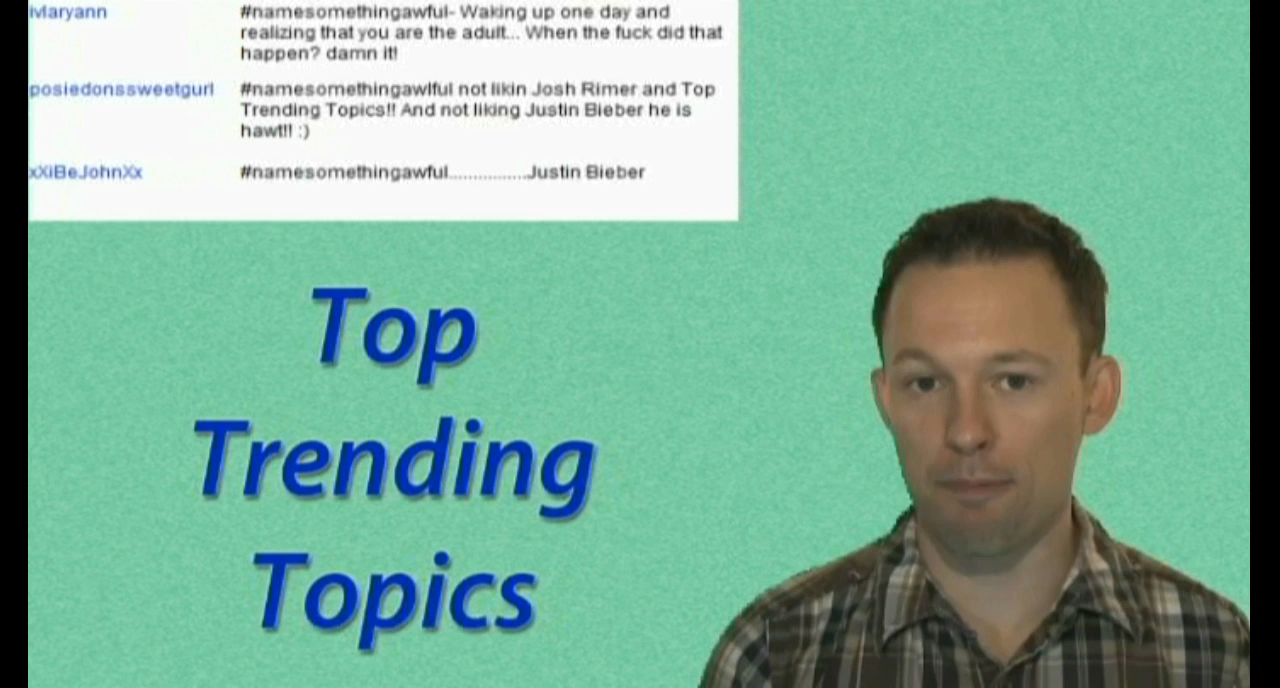 Maryann #namesomethingawful- Waking up one day and
realizing that you are the adult... When the fuck did that
happen? damn it!
posiedonssweetgurl #namesomethingawlful not likin Josh Rimer and Top
Trending Topics!! And not liking Justin Bieber he is
hawt!! :)
xXiBeJohnXx #namesomethingawful................Justin Bieber
Top
Trending
Topics